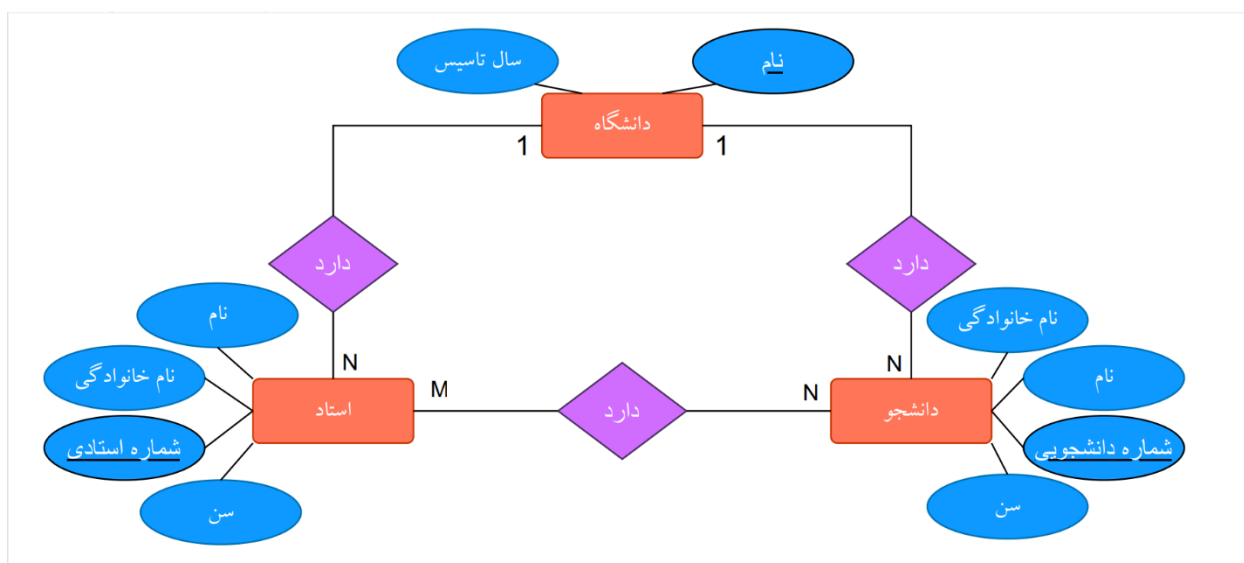 نام
سال تاسیس
دانشگاه
1
1
دارد
دارد
نام خانوادگی
نام
N
N
نام
نام خانوادگی
دانشجو
N
دارد
M
استاد
شماره دانشجویی
شماره استادی
سن
سن